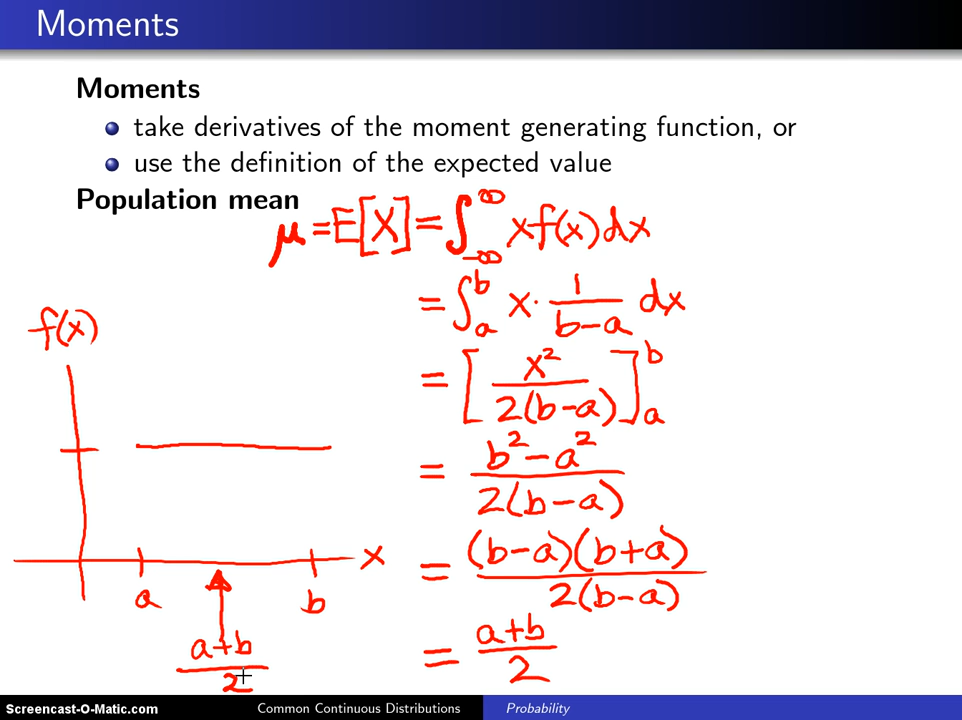 Moments
Moments
take derivatives of the moment generating function, or
use the definition of the expected value
Population mean
μ = E[X] = ∫_{-∞}^{∞} x f(x) dx
= ∫_a^b x · 1/(b-a) dx
= [x²/2(b-a)]_a^b
= b² - a² / 2(b-a)
= (b-a)(b+a) / 2(b-a)
= a+b / 2
f(x)
x
a
b
a+b / 2
Screencast-O-Matic.com
Common Continuous Distributions
Probability